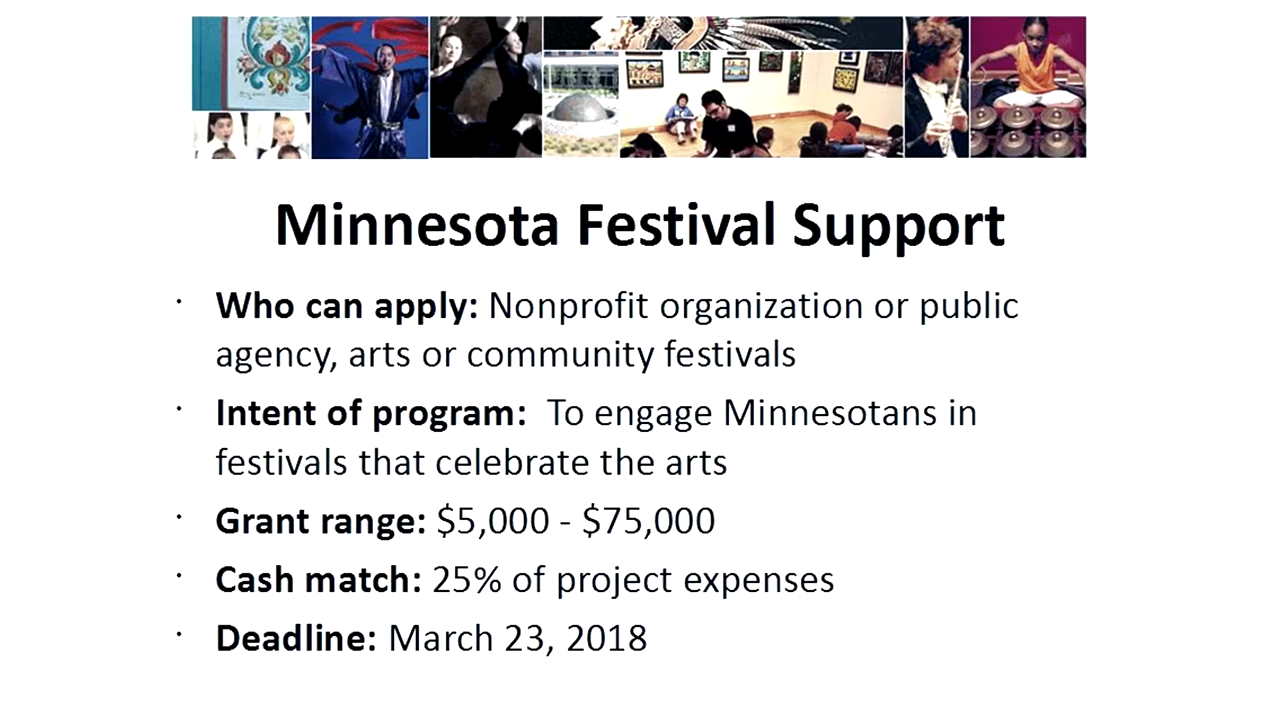 Minnesota Festival Support
· Who can apply: Nonprofit organization or public
agency, arts or community festivals
· Intent of program: To engage Minnesotans in
festivals that celebrate the arts
· Grant range: $5,000 - $75,000
· Cash match: 25% of project expenses
· Deadline: March 23, 2018